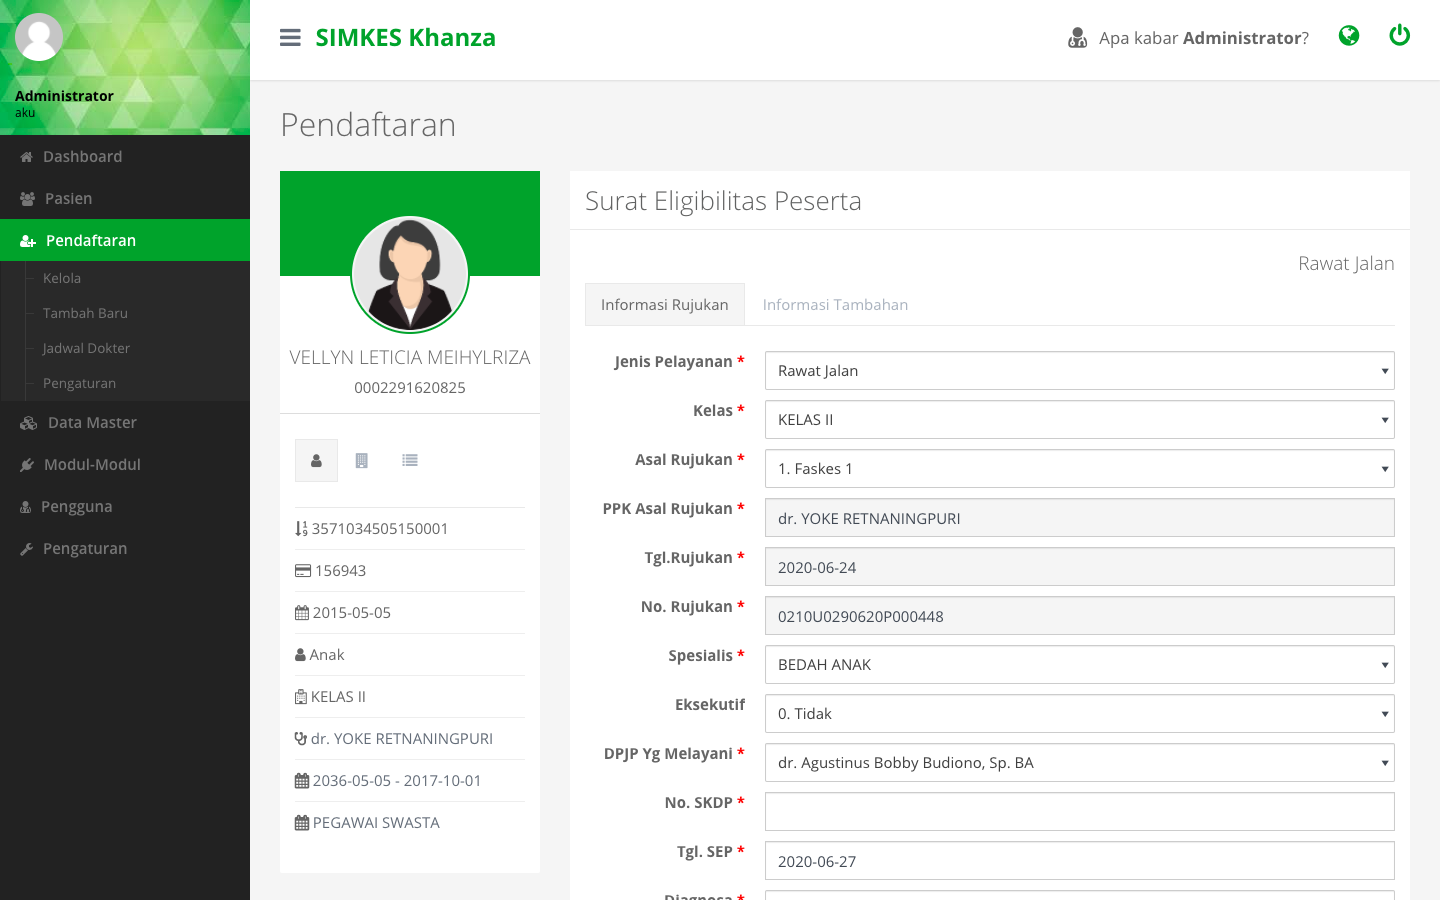 SIMKES Khanza
Apa kabar Administrator?
Administrator
aku
Dashboard
Pasien
Pendaftaran
Kelola
Tambah Baru
Jadwal Dokter
Pengaturan
Data Master
Modul-Modul
Pengguna
Pengaturan
Pendaftaran
VELLYN LETICIA MEIHYLRIZA
0002291620825
3571034505150001
156943
2015-05-05
Anak
KELAS II
dr. YOKE RETNANINGPURI
2036-05-05 - 2017-10-01
PEGAWAI SWASTA
Surat Eligibilitas Peserta
Rawat Jalan
Informasi Rujukan
Informasi Tambahan
Jenis Pelayanan * Rawat Jalan
Kelas * KELAS II
Asal Rujukan * 1. Faskes 1
PPK Asal Rujukan * dr. YOKE RETNANINGPURI
Tgl.Rujukan * 2020-06-24
No. Rujukan * 0210U0290620P000448
Spesialis * BEDAH ANAK
Eksekutif 0. Tidak
DPJP Yg Melayani * dr. Agustinus Bobby Budiono, Sp. BA
No. SKDP *
Tgl. SEP * 2020-06-27
Diagnosa *